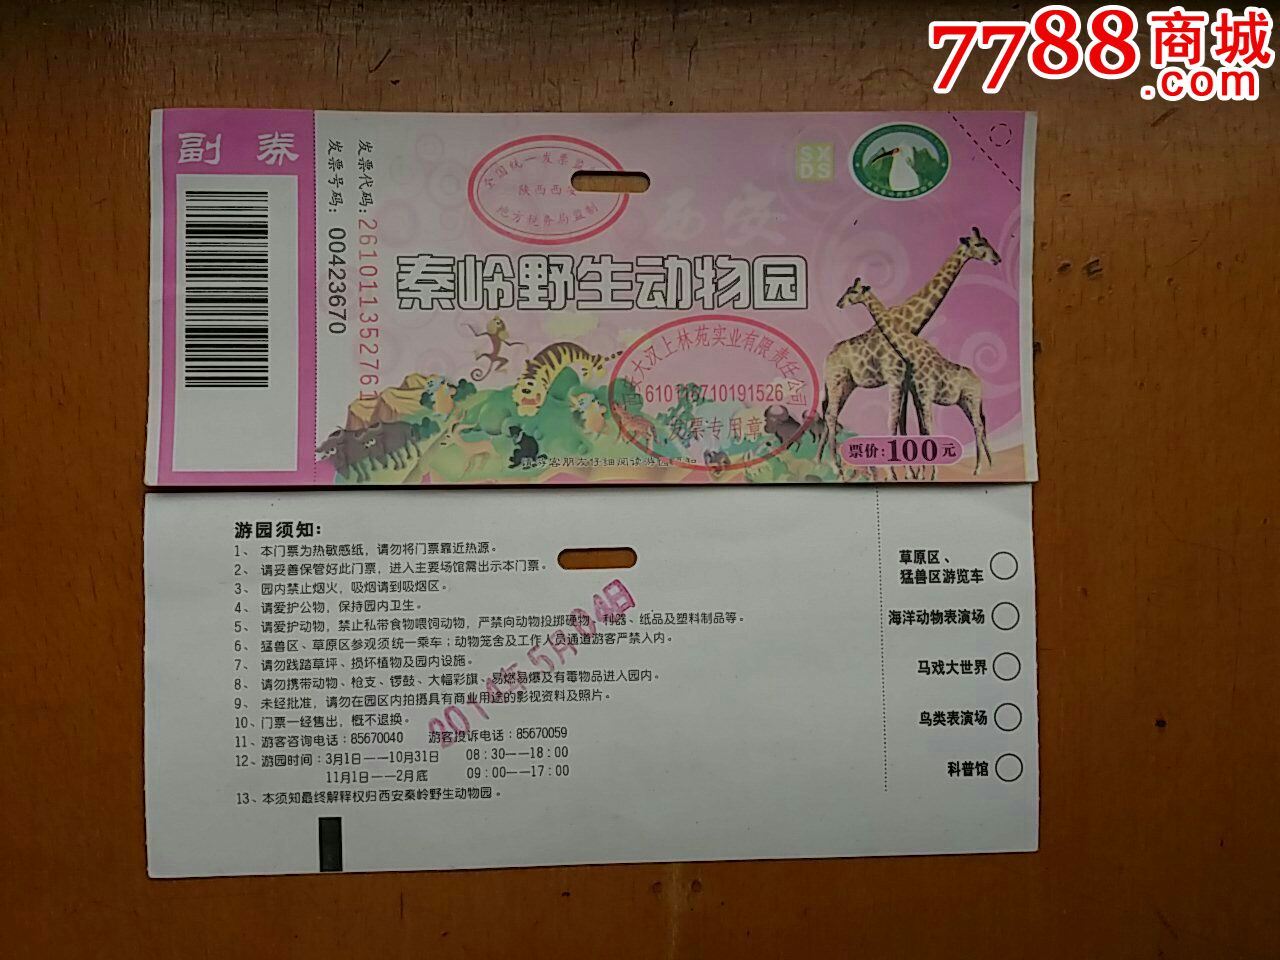 7788商城
.com
副 券
发票代码:261011352761
发票号码: 00423670
陕西西安
地方税务局监制
SX
DS
西安
秦岭野生动物园
西安大汉上林苑实业有限责任公司
610116710191526
发票专用章
票价:100元
游园须知:
1、本门票为热敏感纸，请勿将门票靠近热源。
2、请妥善保管好此门票，进入主要场馆需出示本门票。
3、园内禁止烟火，吸烟请到吸烟区。
4、请爱护公物，保持园内卫生。
5、请爱护动物，禁止私带食物喂饲动物，严禁向动物投掷硬物、利器、纸品及塑料制品等。
6、猛兽区、草原区参观须统一乘车；动物笼舍及工作人员通道游客严禁入内。
7、请勿践踏草坪、损坏植物及园内设施。
8、请勿携带动物、枪支、锣鼓、大幅彩旗、易燃易爆及有毒物品进入园内。
9、未经批准，请勿在园区内拍摄具有商业用途的影视资料及照片。
10、门票一经售出，概不退换。
11、游客咨询电话：85670040 游客投诉电话：85670059
12、游园时间：3月1日——10月31日 08：30——18：00
11月1日——2月底 09：00——17：00
13、本须知最终解释权归西安秦岭野生动物园。
5月04日
草原区、
猛兽区游览车
海洋动物表演场
马戏大世界
鸟类表演场
科普馆